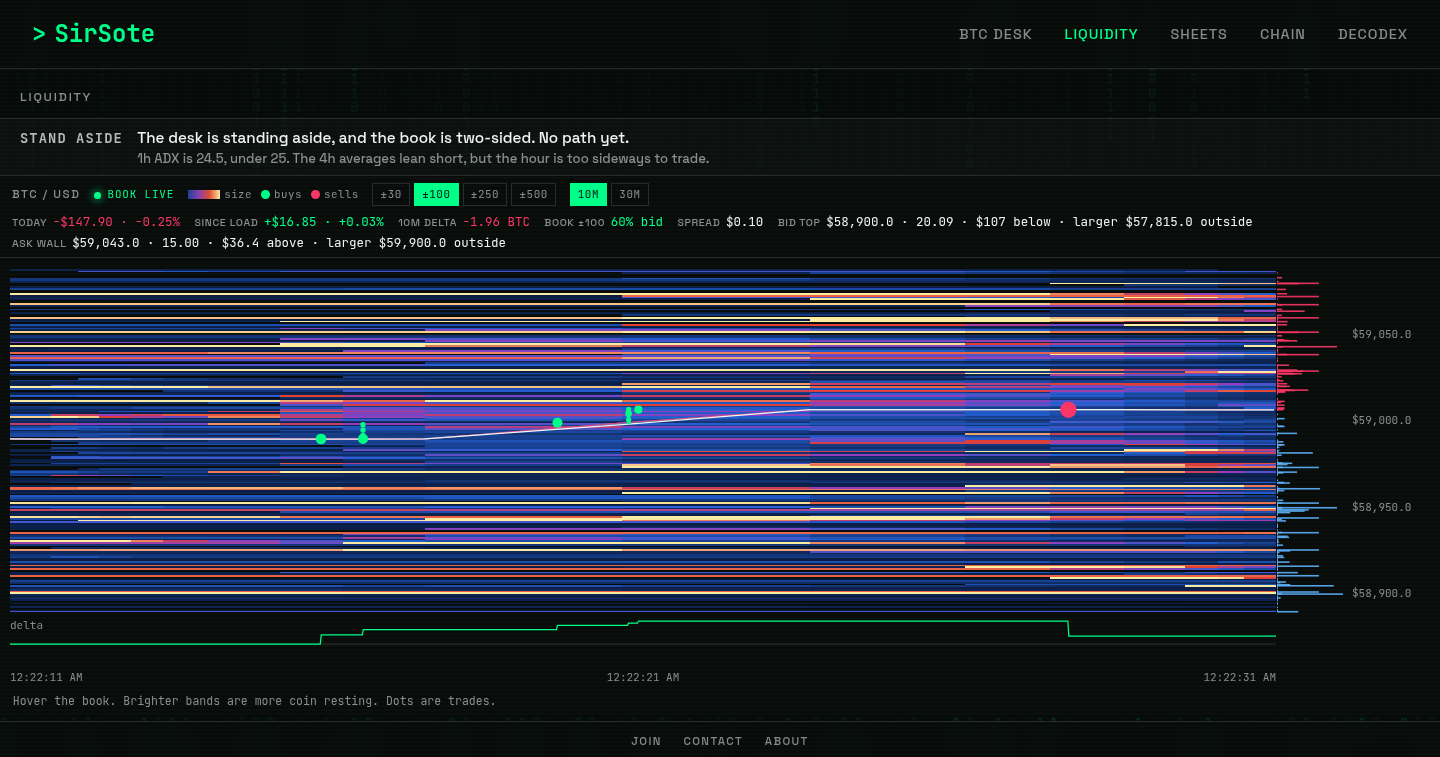 > SirSote
BTC DESK LIQUIDITY SHEETS CHAIN DECODEX
LIQUIDITY
STAND ASIDE The desk is standing aside, and the book is two-sided. No path yet.
1h ADX is 24.5, under 25. The 4h averages lean short, but the hour is too sideways to trade.
BTC / USD BOOK LIVE size buys sells ±30 ±100 ±250 ±500 10M 30M
TODAY -$147.90 · -0.25% SINCE LOAD +$16.85 · +0.03% 10M DELTA -1.96 BTC BOOK ±100 60% bid SPREAD $0.10 BID TOP $58,900.0 · 20.09 · $107 below · larger $57,815.0 outside
ASK WALL $59,043.0 · 15.00 · $36.4 above · larger $59,900.0 outside
$59,050.0
$59,000.0
$58,950.0
$58,900.0
delta
12:22:11 AM 12:22:21 AM 12:22:31 AM
Hover the book. Brighter bands are more coin resting. Dots are trades.
JOIN CONTACT ABOUT